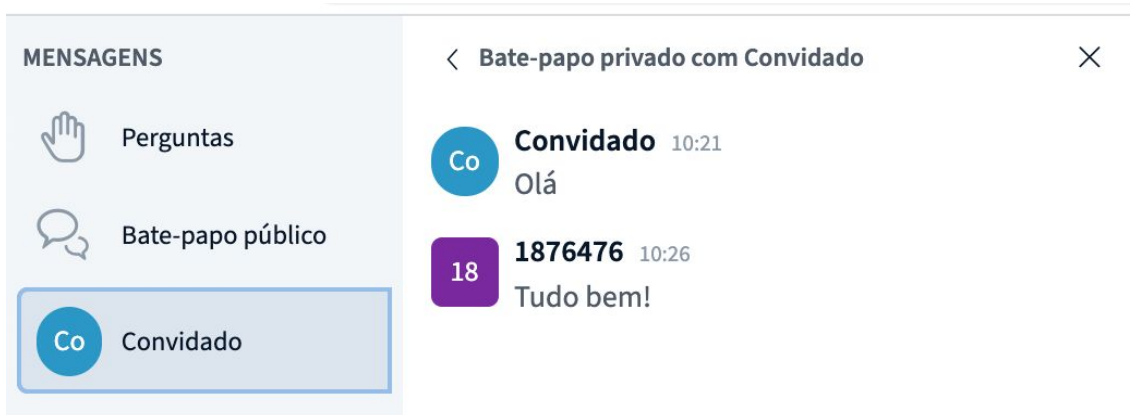 MENSAGENS
Perguntas
Bate-papo público
Co
Convidado
Bate-papo privado com Convidado
Co
Convidado 10:21
Olá
18
1876476 10:26
Tudo bem!